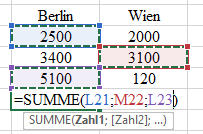 Berlin Wien
2500 2000
3400 3100
5100 120
=SUMME(L21;M22;L23)
SUMME(Zahl1; [Zahl2]; ...)